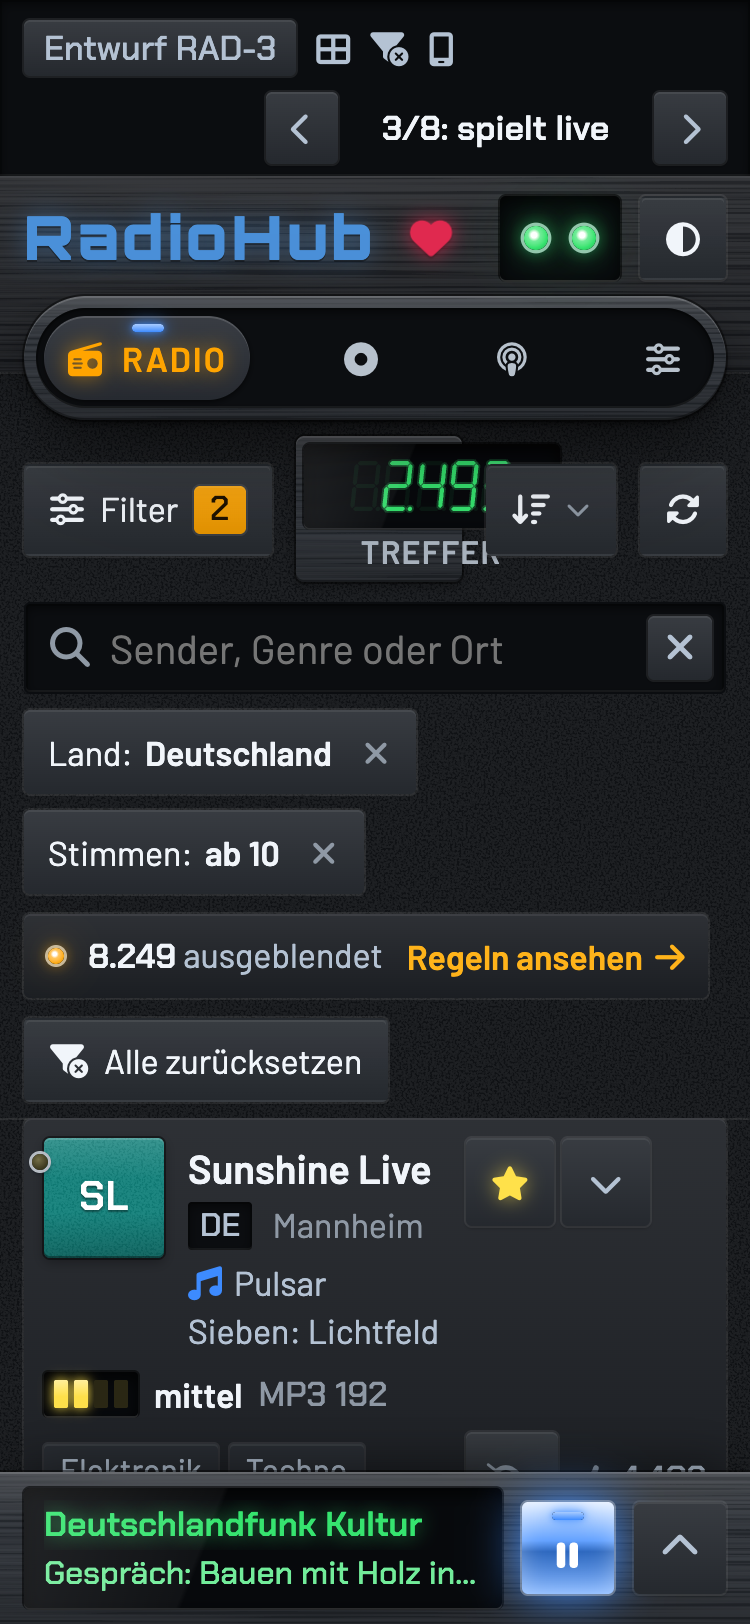 Entwurf RAD-3
3/8: spielt live
RadioHub
RADIO
Filter 2
TREFFER
Sender, Genre oder Ort
Land: Deutschland
Stimmen: ab 10
8.249 ausgeblendet Regeln ansehen →
Alle zurücksetzen
SL
Sunshine Live
DE Mannheim
Pulsar
Sieben: Lichtfeld
mittel MP3 192
Elektronik Techno
Deutschlandfunk Kultur
Gespräch: Bauen mit Holz in...